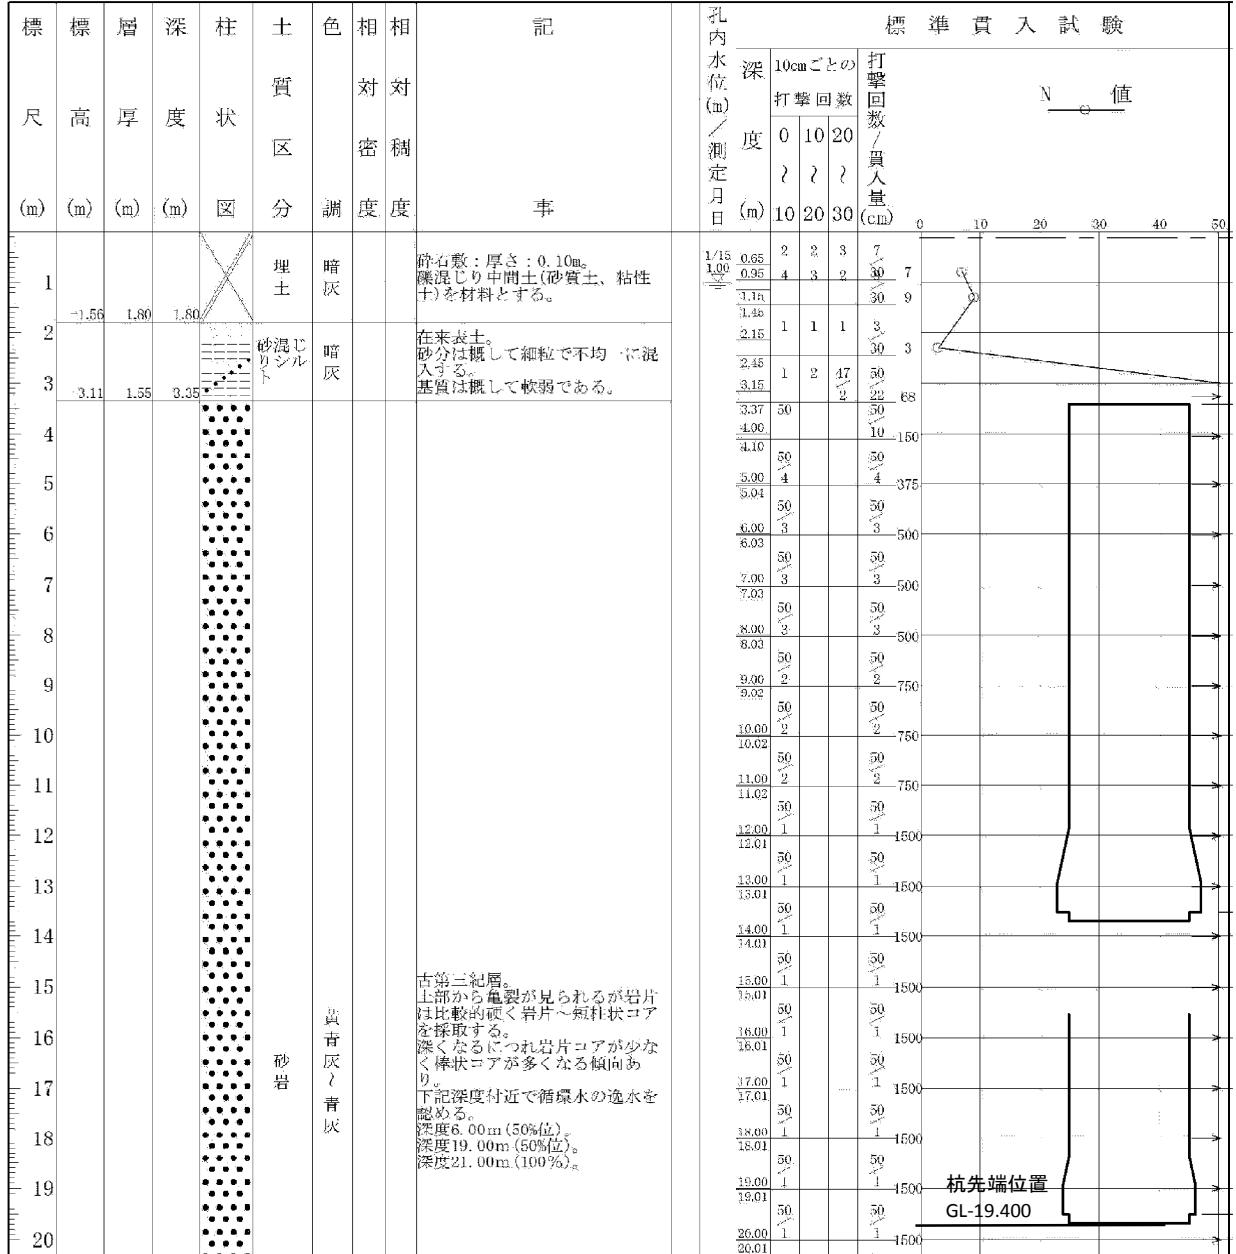 標尺(m)
標高(m)
層厚(m)
深度(m)
柱状図
土質区分
色調
相対密度
相対稠度
記事
孔内水位(m)／測定月日
標準貫入試験
深度(m)
10cmごとの
打撃回数
0〜10
10〜20
20〜30
打撃回数／貫入量(cm)
N 値
0 10 20 30 40 50
1
-1.56 1.80 1.80
埋土
暗灰
砕石敷：厚さ：0.10m。
礫混じり中間土(砂質土、粘性
土)を材料とする。
1/15
1.00
2
3
-3.11 1.55 3.35
砂混じ
りシル
ト
暗灰
在来表土。
砂分は概して細粒で不均一に混
入する。
基質は概して軟弱である。
4
5
6
7
8
9
10
11
12
13
14
15
16
17
18
19
20
砂岩
黄青灰〜青灰
古第三紀層。
上部から亀裂が見られるが岩片
は比較的硬く岩片〜短柱状コア
を採取する。
深くなるにつれ岩片コアが少な
く棒状コアが多くなる傾向あ
り。
下記深度付近で循環水の逸水を
認める。
深度6.00m(50%位)。
深度19.00m(50%位)。
深度21.00m(100%)。
0.65 2 2 3 7
0.95 4 3 2 30 7
1.15 30 9
1.45
2.15 1 1 1 3
30 3
2.45 1 2 47 50
3.15 2 22 68
3.37 50 50
4.00 10 150
4.10 50 50
5.00 4 4 375
5.04 50 50
6.00 3 3 500
6.03 50 50
7.00 3 3 500
7.03 50 50
8.00 3 3 500
8.03 50 50
9.00 2 2 750
9.02 50 50
10.00 2 2 750
10.02 50 50
11.00 2 2 750
11.02 50 50
12.00 1 1 1500
12.01 50 50
13.00 1 1 1500
13.01 50 50
14.00 1 1 1500
14.01 50 50
15.00 1 1 1500
15.01 50 50
16.00 1 1 1500
16.01 50 50
17.00 1 1 1500
17.01 50 50
18.00 1 1 1500
18.01 50 50
19.00 1 1 1500
19.01 50 50
20.00 1 1 1500
20.01
杭先端位置
GL-19.400